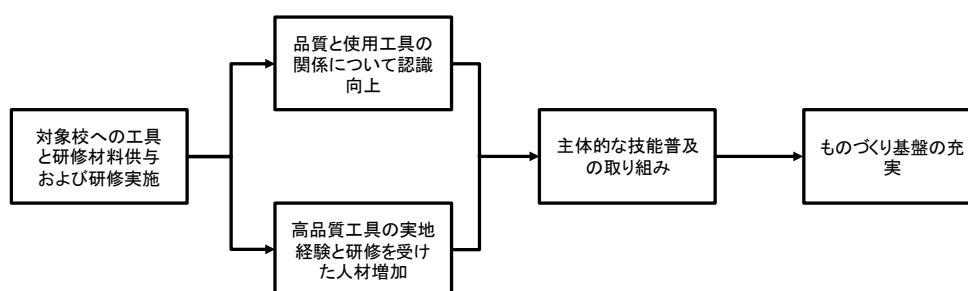 対象校への工具
と研修材料供与
および研修実施
品質と使用工具の
関係について認識
向上
高品質工具の実地
経験と研修を受け
た人材増加
主体的な技能普及
の取り組み
ものづくり基盤の充
実